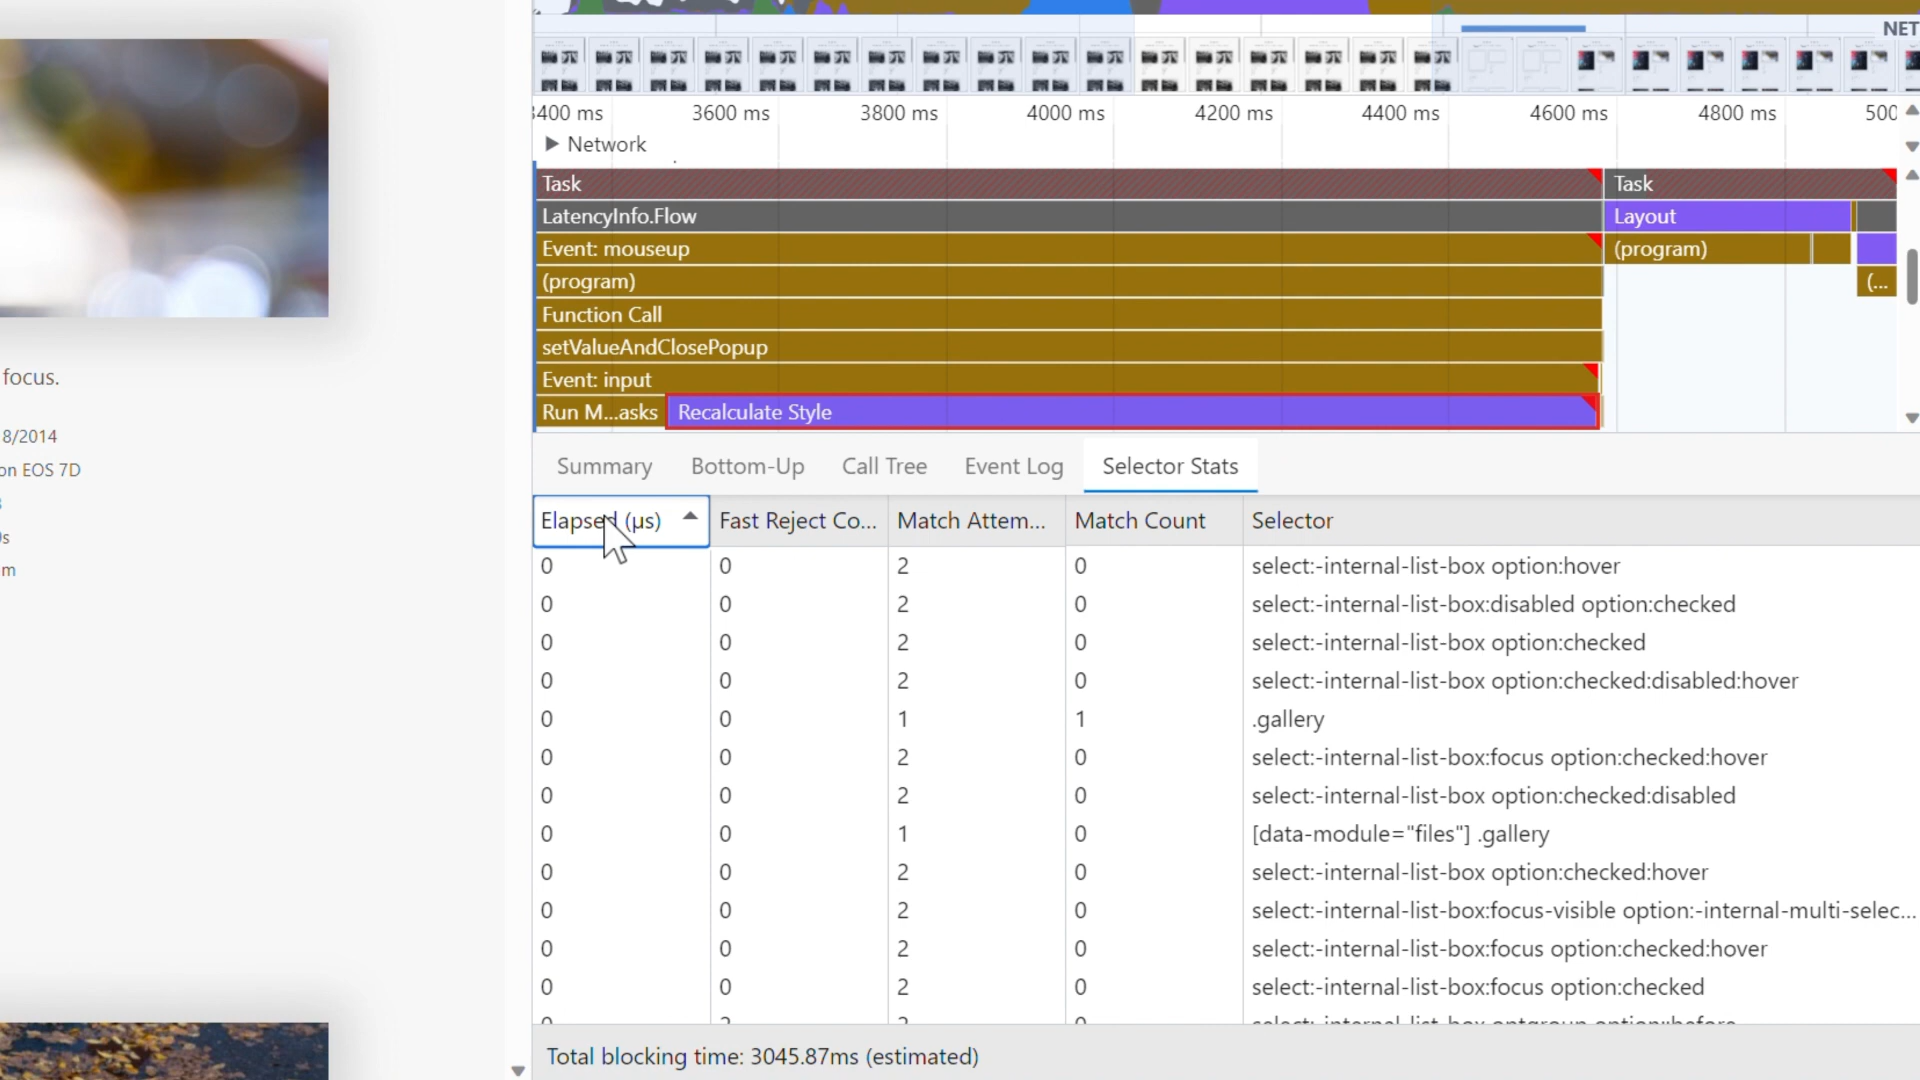 NET
3400 ms 3600 ms 3800 ms 4000 ms 4200 ms 4400 ms 4600 ms 4800 ms 500
Network
Task Task
LatencyInfo.Flow Layout
Event: mouseup (program)
(program) (...
Function Call
setValueAndClosePopup
Event: input
Run M...asks Recalculate Style
focus.
8/2014
on EOS 7D
s
m
Summary Bottom-Up Call Tree Event Log Selector Stats
Elapsed (µs) Fast Reject Co... Match Attem... Match Count Selector
0 0 2 0 select:-internal-list-box option:hover
0 0 2 0 select:-internal-list-box:disabled option:checked
0 0 2 0 select:-internal-list-box option:checked
0 0 2 0 select:-internal-list-box option:checked:disabled:hover
0 0 1 1 .gallery
0 0 2 0 select:-internal-list-box:focus option:checked:hover
0 0 2 0 select:-internal-list-box option:checked:disabled
0 0 1 0 [data-module="files"] .gallery
0 0 2 0 select:-internal-list-box option:checked:hover
0 0 2 0 select:-internal-list-box:focus-visible option:-internal-multi-selec...
0 0 2 0 select:-internal-list-box:focus option:checked:hover
0 0 2 0 select:-internal-list-box:focus option:checked
Total blocking time: 3045.87ms (estimated)